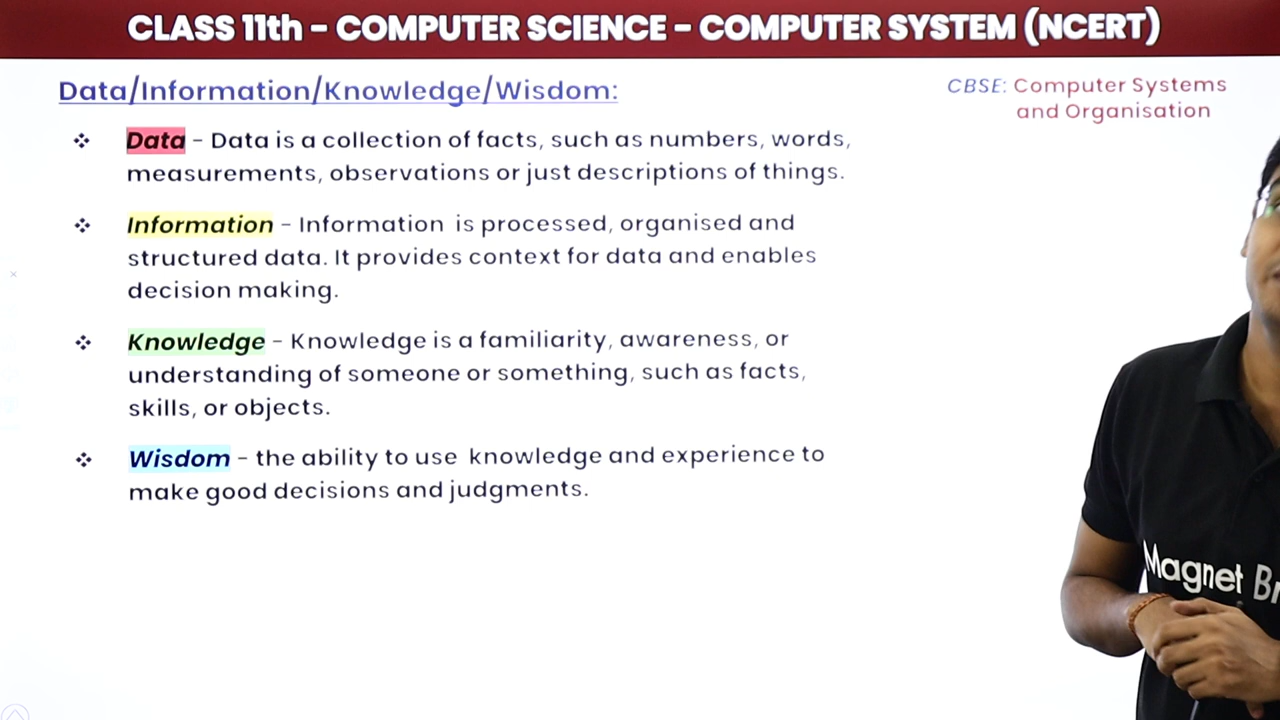 CLASS 11th - COMPUTER SCIENCE - COMPUTER SYSTEM (NCERT)
Data/Information/Knowledge/Wisdom:
CBSE: Computer Systems
and Organisation
❖ Data - Data is a collection of facts, such as numbers, words,
measurements, observations or just descriptions of things.
❖ Information - Information is processed, organised and
structured data. It provides context for data and enables
decision making.
❖ Knowledge - Knowledge is a familiarity, awareness, or
understanding of someone or something, such as facts,
skills, or objects.
❖ Wisdom - the ability to use knowledge and experience to
make good decisions and judgments.
Magnet Br